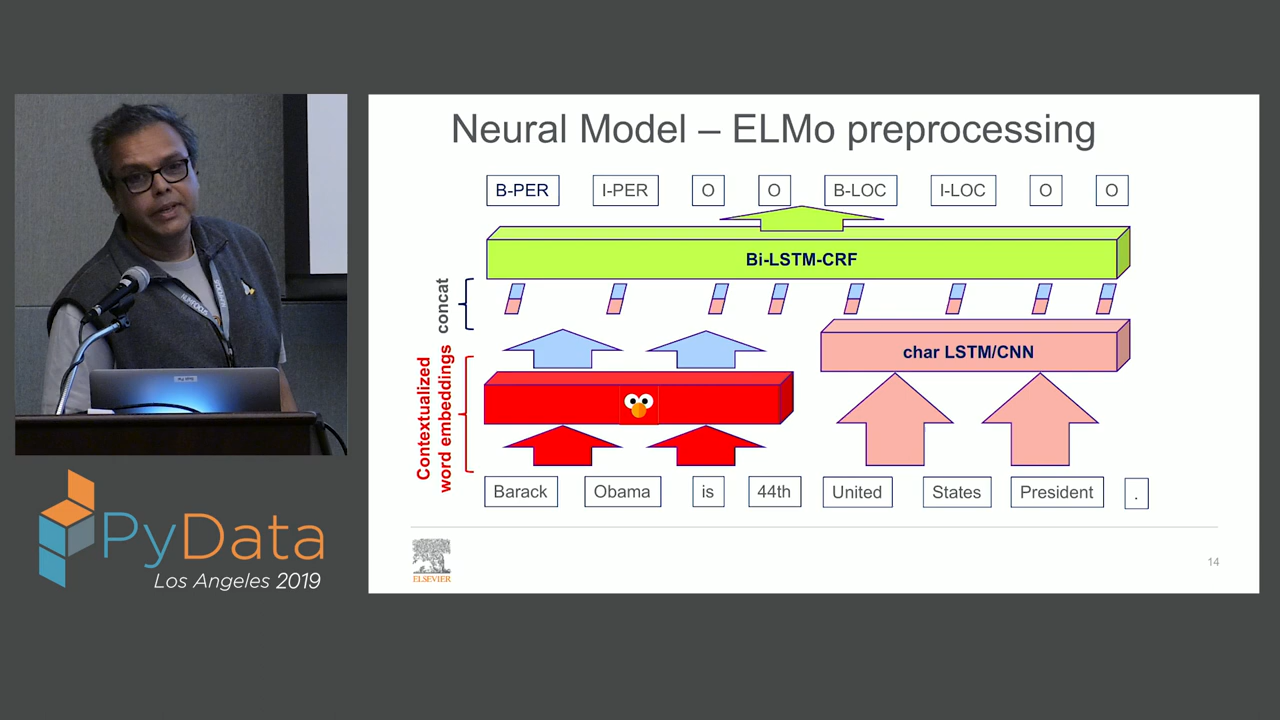 Neural Model – ELMo preprocessing
B-PER I-PER O O B-LOC I-LOC O O
Bi-LSTM-CRF
concat
char LSTM/CNN
Contextualized
word embeddings
Barack Obama is 44th United States President .
ELSEVIER
14
PyData
Los Angeles 2019